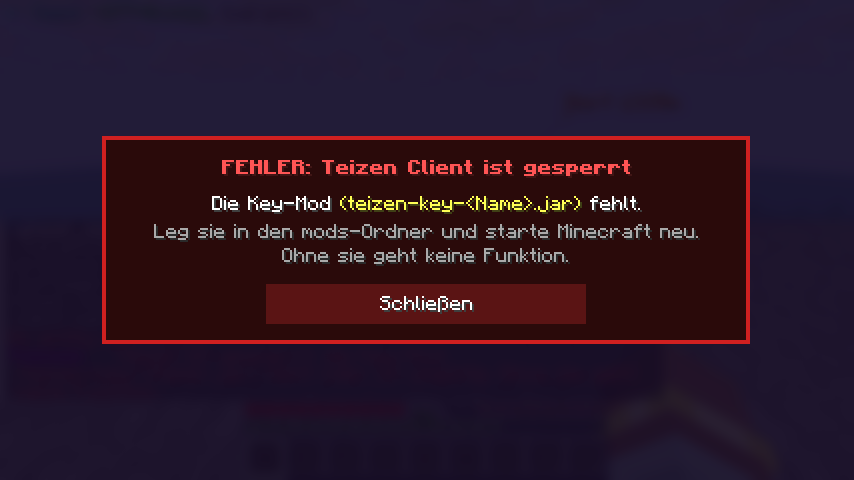 FEHLER: Teizen Client ist gesperrt
Die Key-Mod (teizen-key-<Name>.jar) fehlt.
Leg sie in den mods-Ordner und starte Minecraft neu.
Ohne sie geht keine Funktion.
Schließen